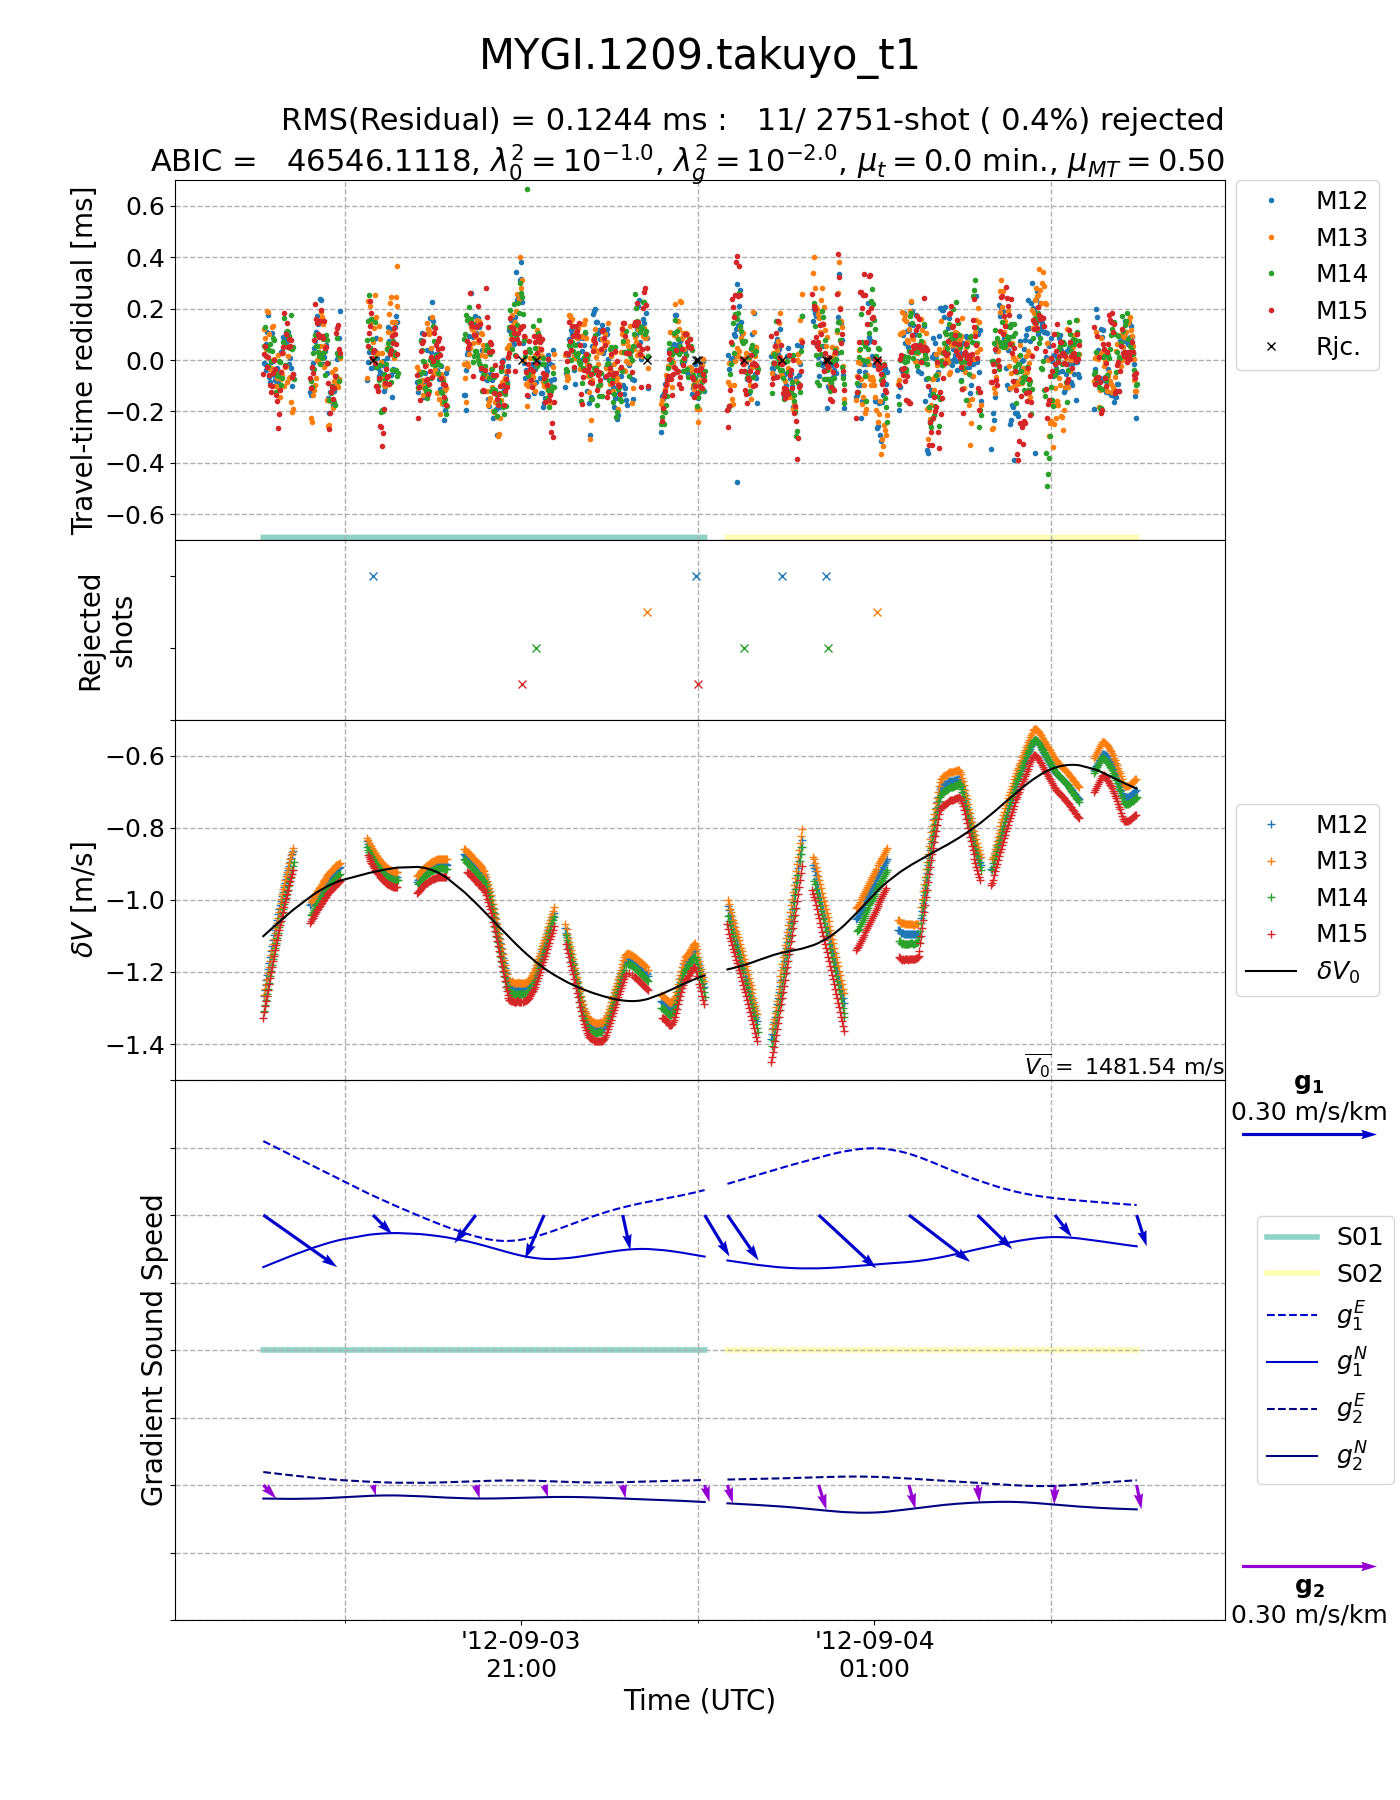 MYGI.1209.takuyo_t1
RMS(Residual) = 0.1244 ms :   11/ 2751-shot ( 0.4%) rejected
ABIC =   46546.1118, λ₀² = 10⁻¹·⁰, λg² = 10⁻²·⁰, μt = 0.0 min., μMT = 0.50
Travel-time redidual [ms]
0.6
0.4
0.2
0.0
−0.2
−0.4
−0.6
M12
M13
M14
M15
Rjc.
Rejected
shots
δV [m/s]
−0.6
−0.8
−1.0
−1.2
−1.4
V₀ = 1481.54 m/s
M12
M13
M14
M15
δV₀
Gradient Sound Speed
g₁
0.30 m/s/km
S01
S02
g₁ᴱ
g₁ᴺ
g₂ᴱ
g₂ᴺ
g₂
0.30 m/s/km
'12-09-03
21:00
'12-09-04
01:00
Time (UTC)